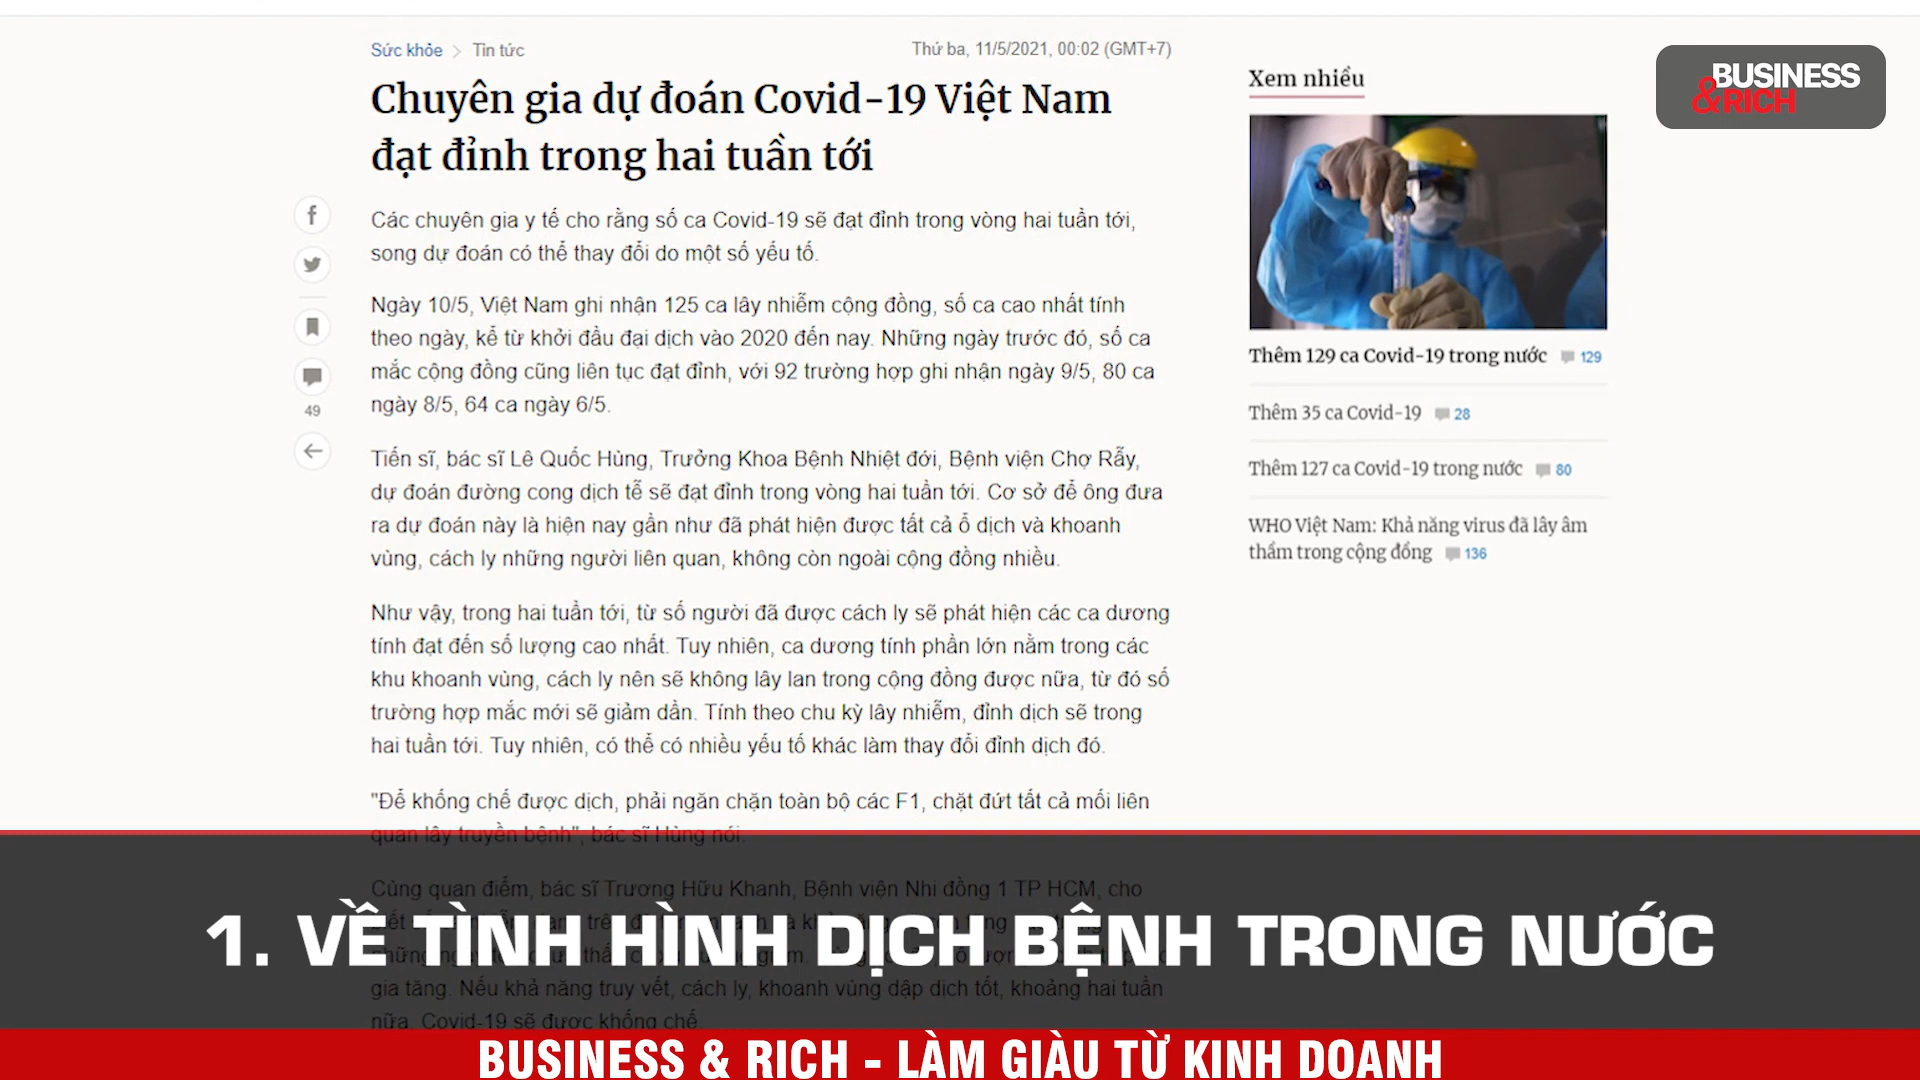 Sức khỏe > Tin tức
Thứ ba, 11/5/2021, 00:02 (GMT+7)
Chuyên gia dự đoán Covid-19 Việt Nam
đạt đỉnh trong hai tuần tới
Các chuyên gia y tế cho rằng số ca Covid-19 sẽ đạt đỉnh trong vòng hai tuần tới,
song dự đoán có thể thay đổi do một số yếu tố.
Ngày 10/5, Việt Nam ghi nhận 125 ca lây nhiễm cộng đồng, số ca cao nhất tính
theo ngày, kể từ khởi đầu đại dịch vào 2020 đến nay. Những ngày trước đó, số ca
mắc cộng đồng cũng liên tục đạt đỉnh, với 92 trường hợp ghi nhận ngày 9/5, 80 ca
ngày 8/5, 64 ca ngày 6/5.
49
Tiến sĩ, bác sĩ Lê Quốc Hùng, Trưởng Khoa Bệnh Nhiệt đới, Bệnh viện Chợ Rẫy,
dự đoán đường cong dịch tễ sẽ đạt đỉnh trong vòng hai tuần tới. Cơ sở để ông đưa
ra dự đoán này là hiện nay gần như đã phát hiện được tất cả ổ dịch và khoanh
vùng, cách ly những người liên quan, không còn ngoài cộng đồng nhiều.
Như vậy, trong hai tuần tới, từ số người đã được cách ly sẽ phát hiện các ca dương
tính đạt đến số lượng cao nhất. Tuy nhiên, ca dương tính phần lớn nằm trong các
khu khoanh vùng, cách ly nên sẽ không lây lan trong cộng đồng được nữa, từ đó số
trường hợp mắc mới sẽ giảm dần. Tính theo chu kỳ lây nhiễm, đỉnh dịch sẽ trong
hai tuần tới. Tuy nhiên, có thể có nhiều yếu tố khác làm thay đổi đỉnh dịch đó.
"Để khống chế được dịch, phải ngăn chặn toàn bộ các F1, chặt đứt tất cả mối liên
quan lây truyền bệnh", bác sĩ Hùng nói.
Cùng quan điểm, bác sĩ Trương Hữu Khanh, Bệnh viện Nhi đồng 1 TP HCM, cho
gia tăng. Nếu khả năng truy vết, cách ly, khoanh vùng dập dịch tốt, khoảng hai tuần
nữa, Covid-19 sẽ được khống chế.
Xem nhiều
Thêm 129 ca Covid-19 trong nước 129
Thêm 35 ca Covid-19 28
Thêm 127 ca Covid-19 trong nước 80
WHO Việt Nam: Khả năng virus đã lây âm
thầm trong cộng đồng 136
BUSINESS
&RICH
1. VỀ TÌNH HÌNH DỊCH BỆNH TRONG NƯỚC
BUSINESS & RICH - LÀM GIÀU TỪ KINH DOANH